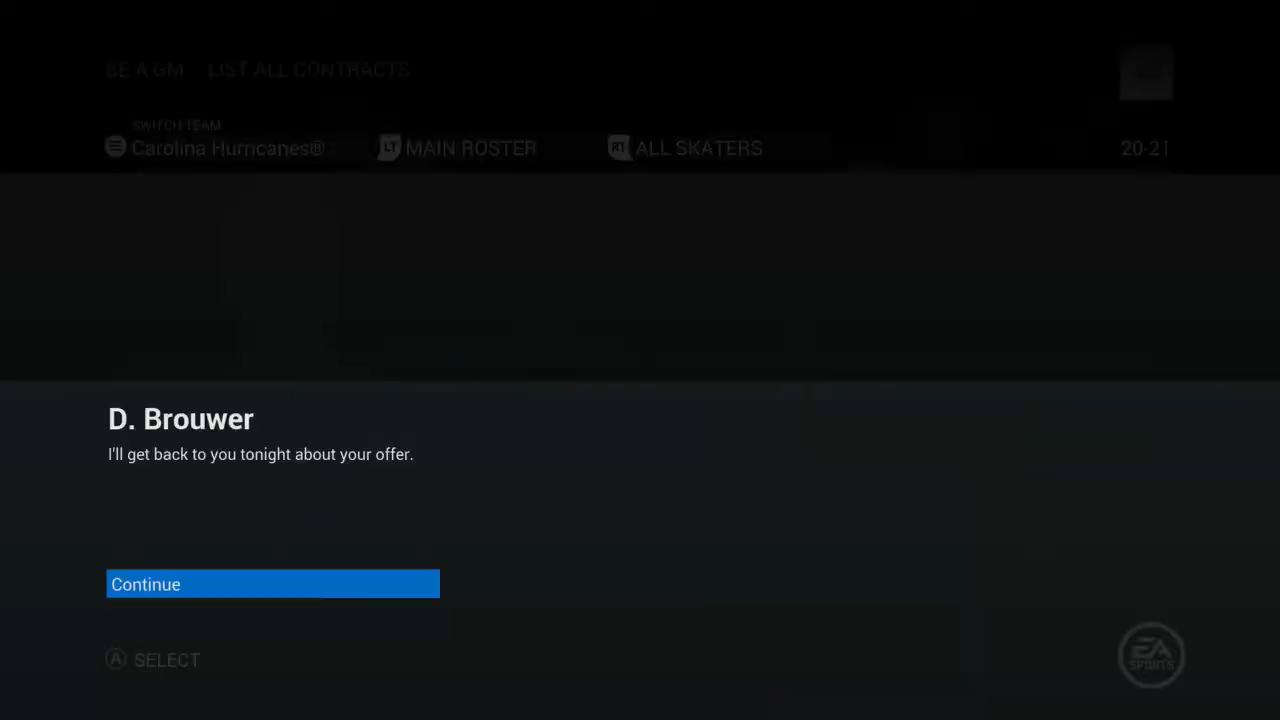 BE A GM LIST ALL CONTRACTS
SWITCH TEAM
Carolina Hurricanes®
LT MAIN ROSTER
RT ALL SKATERS
20-21
D. Brouwer
I'll get back to you tonight about your offer.
Continue
A SELECT
EA
SPORTS